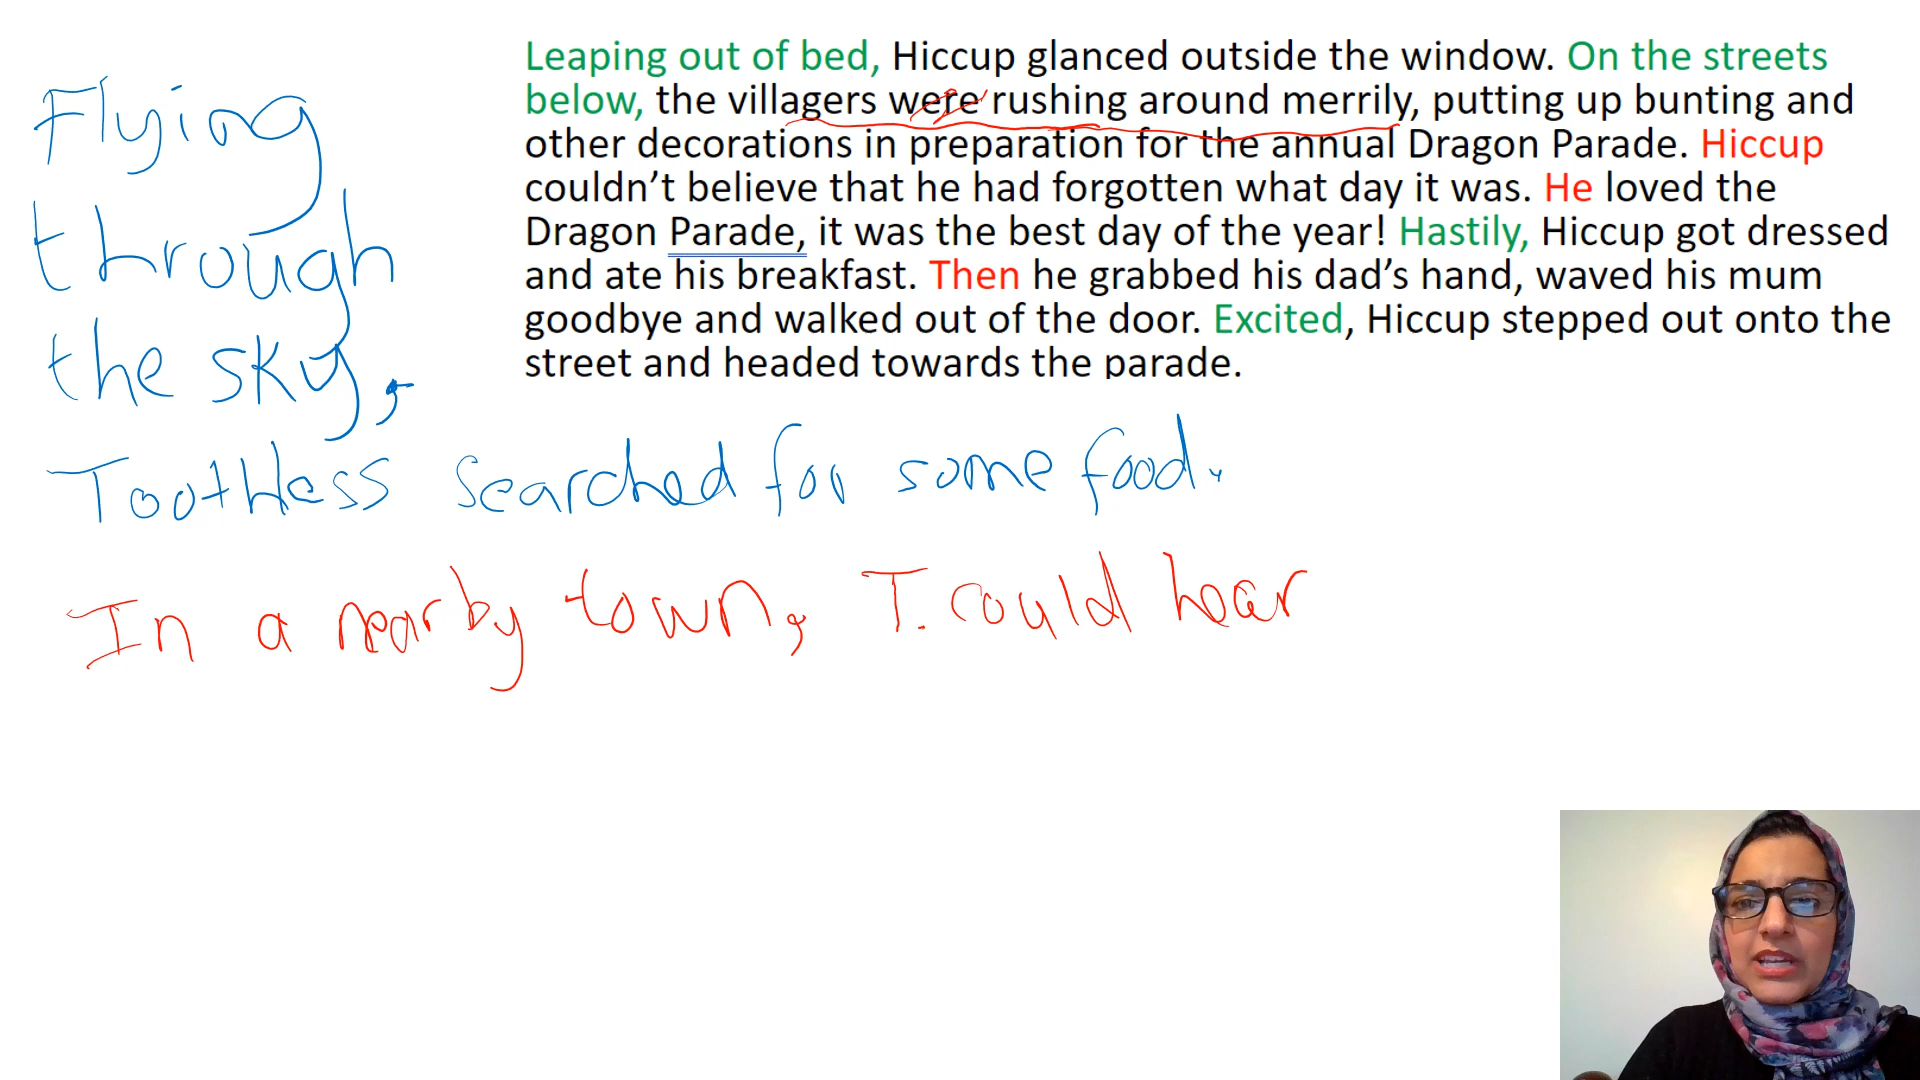 Leaping out of bed, Hiccup glanced outside the window. On the streets
below, the villagers were rushing around merrily, putting up bunting and
other decorations in preparation for the annual Dragon Parade. Hiccup
couldn’t believe that he had forgotten what day it was. He loved the
Dragon Parade, it was the best day of the year! Hastily, Hiccup got dressed
and ate his breakfast. Then he grabbed his dad’s hand, waved his mum
goodbye and walked out of the door. Excited, Hiccup stepped out onto the
street and headed towards the parade.
Flying
through
the sky,
Toothless searched for some food.
In a nearby town, T. could hear